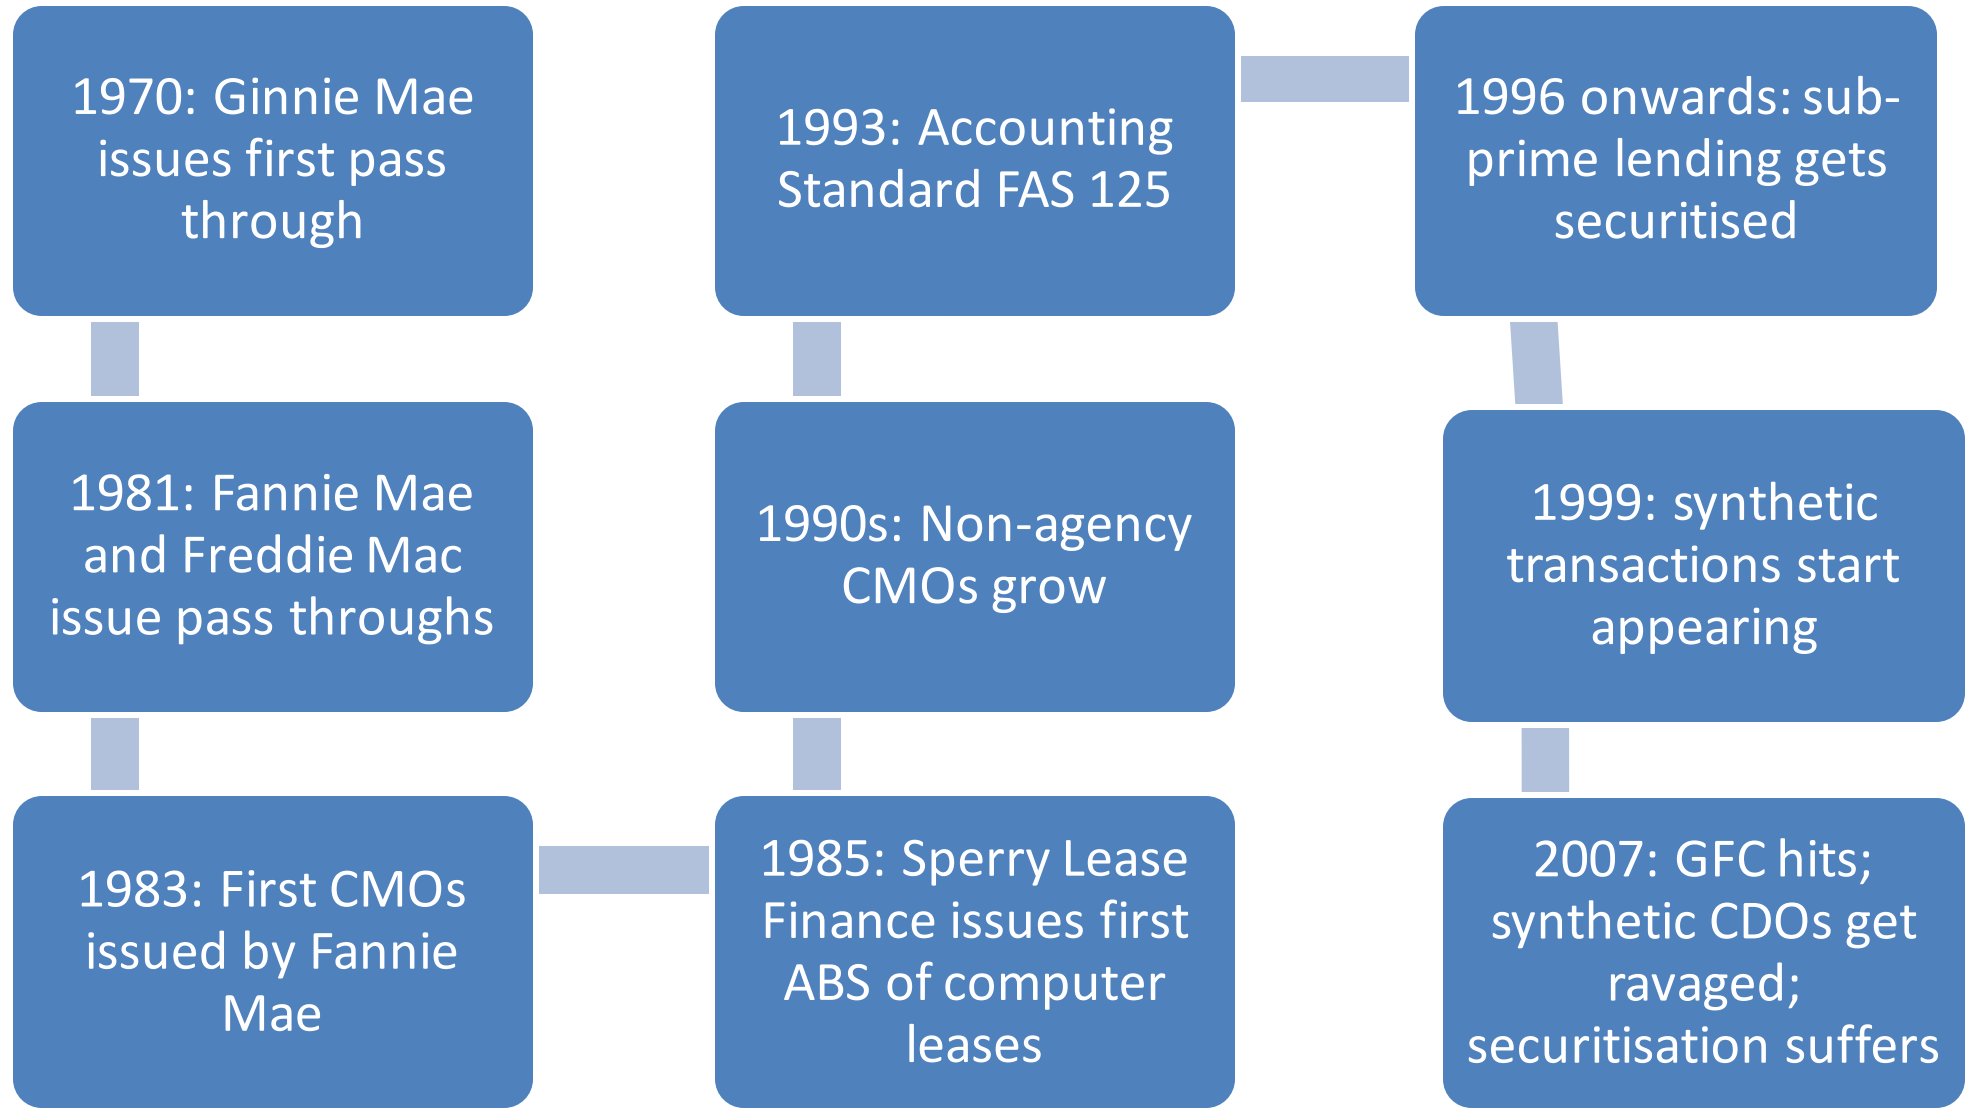 1970: Ginnie Mae
issues first pass
through
1981: Fannie Mae
and Freddie Mac
issue pass throughs
1983: First CMOs
issued by Fannie
Mae
1985: Sperry Lease
Finance issues first
ABS of computer
leases
1990s: Non-agency
CMOs grow
1993: Accounting
Standard FAS 125
1996 onwards: sub-
prime lending gets
securitised
1999: synthetic
transactions start
appearing
2007: GFC hits;
synthetic CDOs get
ravaged;
securitisation suffers